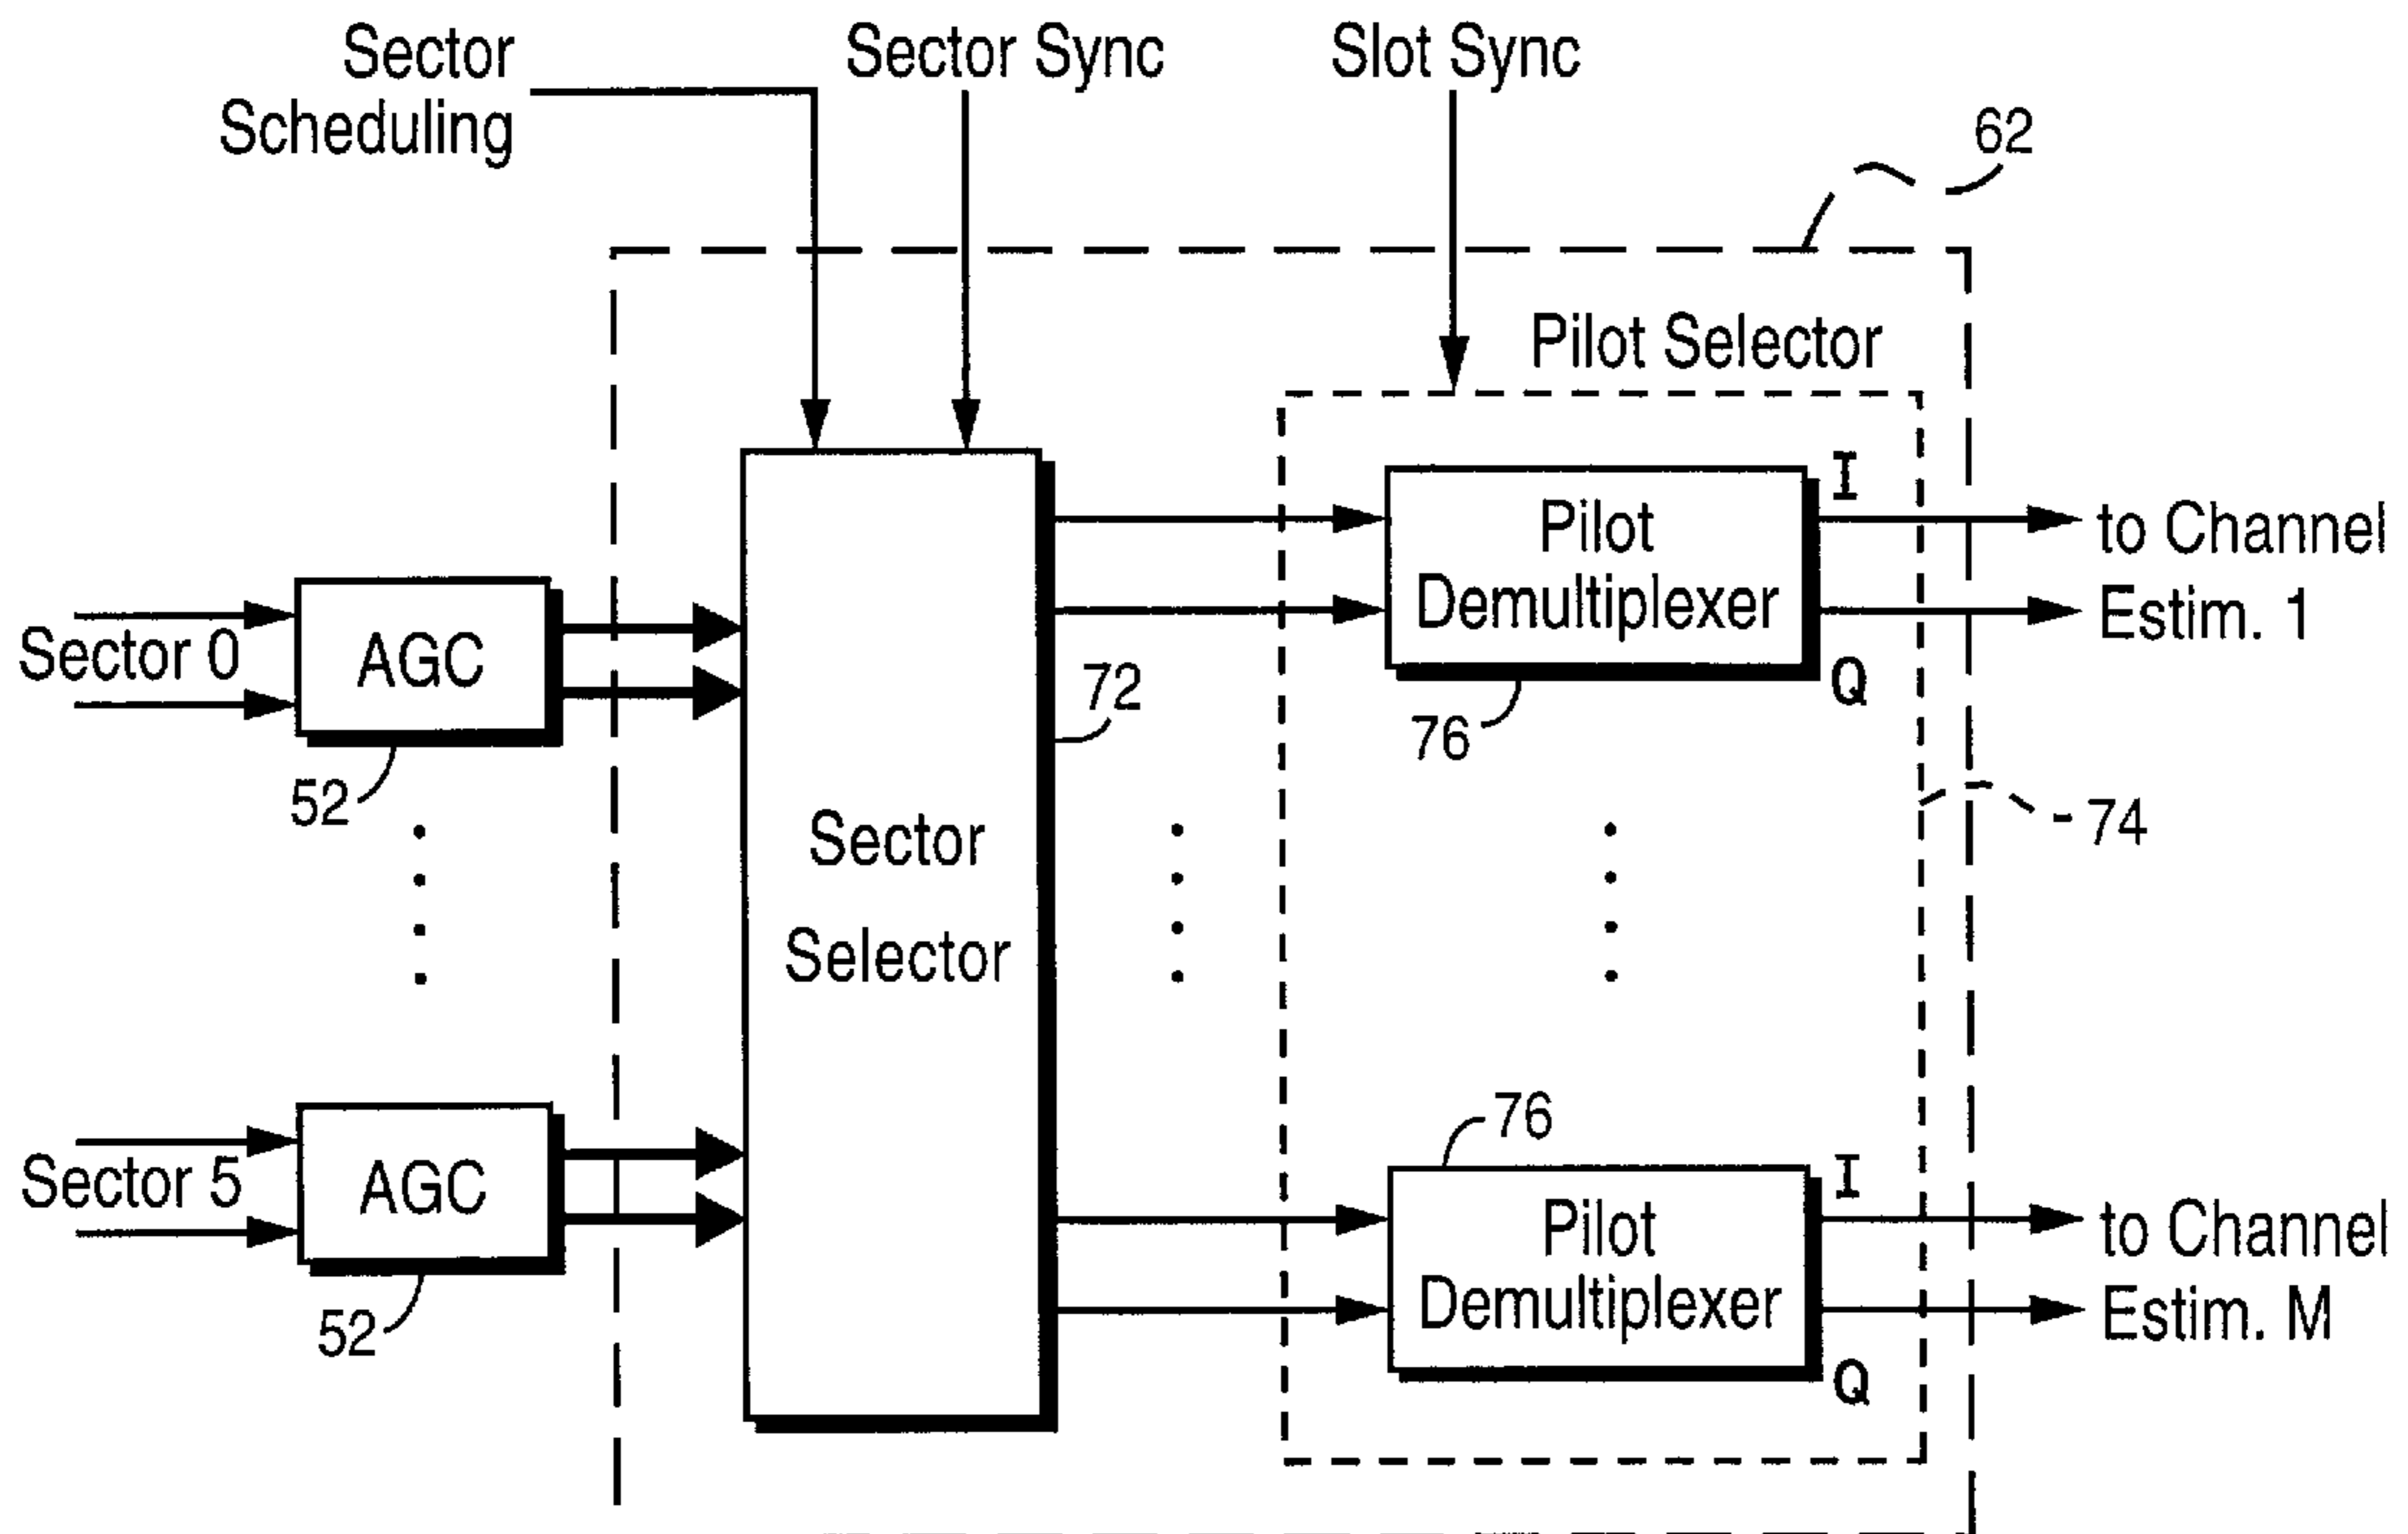 Sector
Scheduling
Sector Sync
Slot Sync
62
Pilot Selector
Sector 0
AGC
52
Sector
Selector
72
Pilot
Demultiplexer
I
Q
76
to Channel
Estim. 1
74
Sector 5
AGC
52
76
Pilot
Demultiplexer
I
Q
to Channel
Estim. M